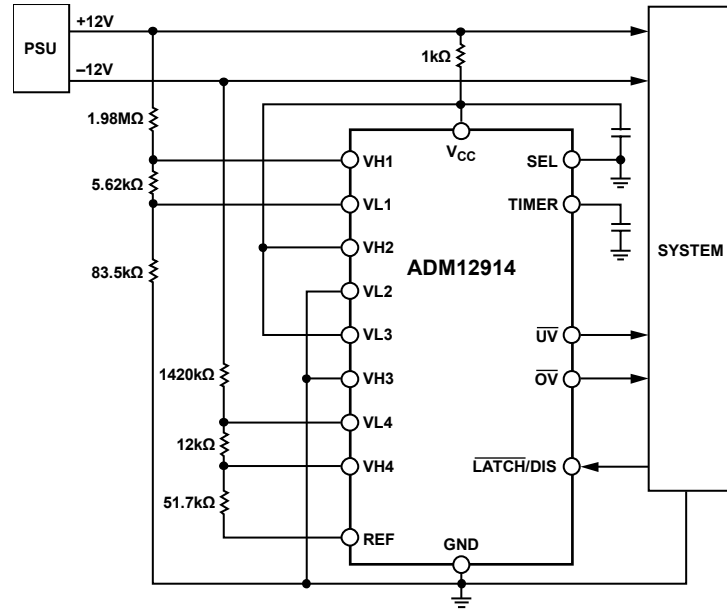 PSU
+12V
–12V
1kΩ
1.98MΩ
5.62kΩ
83.5kΩ
1420kΩ
12kΩ
51.7kΩ
VCC
VH1
VL1
VH2
VL2
VL3
VH3
VL4
VH4
REF
ADM12914
GND
SEL
TIMER
UV
OV
LATCH/DIS
SYSTEM